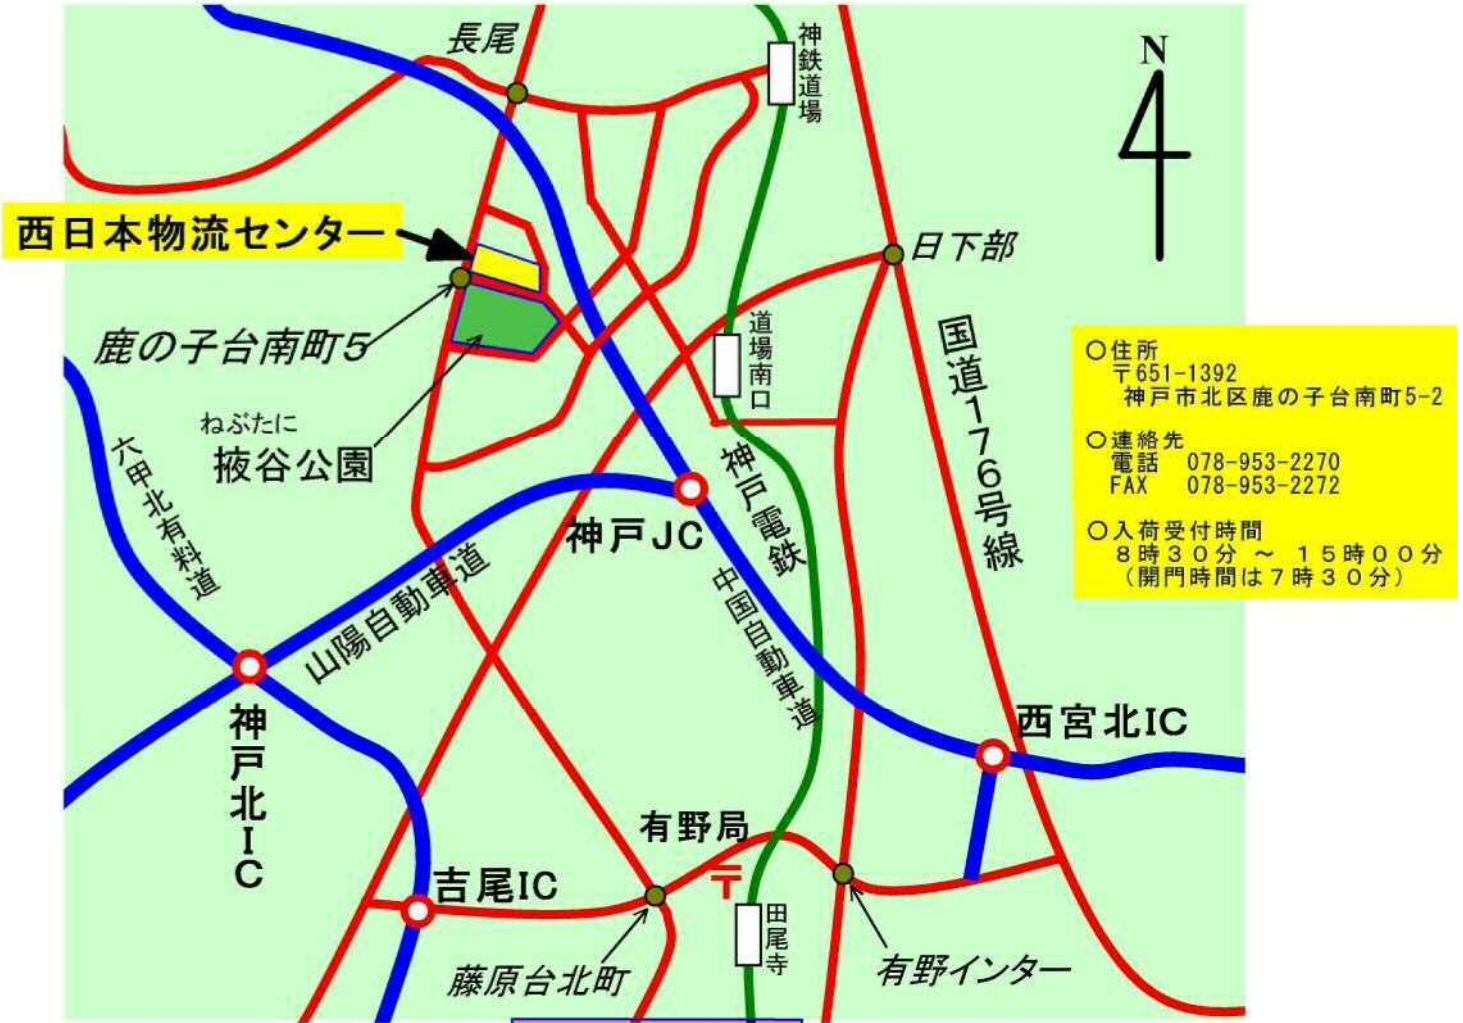 長尾
神鉄道場
N
西日本物流センター
日下部
鹿の子台南町5
道場南口
国道176号線
ねぶたに
掖谷公園
六甲北有料道
神戸電鉄
神戸JC
山陽自動車道
中国自動車道
○住所
〒651-1392
神戸市北区鹿の子台南町5-2
○連絡先
電話 078-953-2270
FAX 078-953-2272
○入荷受付時間
８時３０分 ～ １５時００分
（開門時間は７時３０分）
神戸北IC
西宮北IC
有野局
〒
吉尾IC
田尾寺
藤原台北町
有野インター